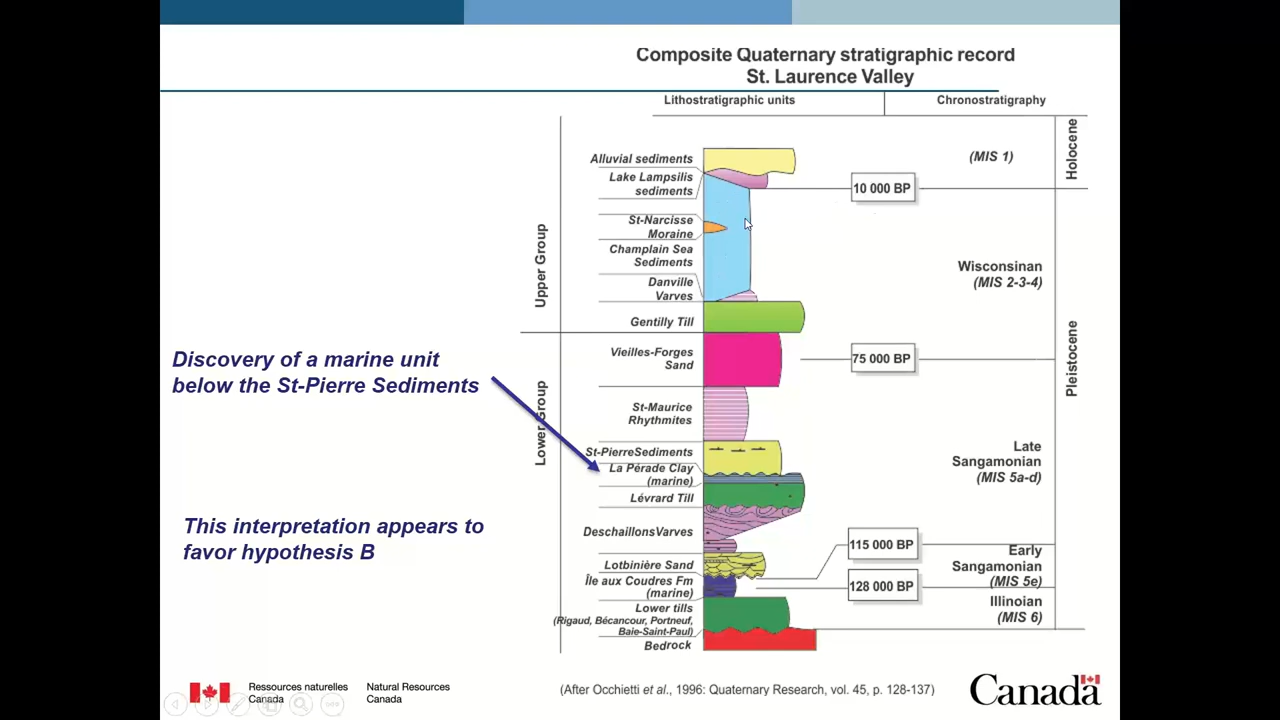 Composite Quaternary stratigraphic record
St. Laurence Valley
Lithostratigraphic units
Chronostratigraphy
Alluvial sediments
Lake Lampsilis
sediments
St-Narcisse
Moraine
Champlain Sea
Sediments
Danville
Varves
Gentilly Till
Vieilles-Forges
Sand
St-Maurice
Rhythmites
St-PierreSediments
La Pérade Clay
(marine)
Lévrard Till
DeschaillonsVarves
Lotbinière Sand
Île aux Coudres Fm
(marine)
Lower tills
(Rigaud, Bécancour, Portneuf,
Baie-Saint-Paul)
Bedrock
Upper Group
Lower Group
10 000 BP
75 000 BP
115 000 BP
128 000 BP
(MIS 1)
Wisconsinan
(MIS 2-3-4)
Late
Sangamonian
(MIS 5a-d)
Early
Sangamonian
(MIS 5e)
Illinoian
(MIS 6)
Holocene
Pleistocene
Discovery of a marine unit
below the St-Pierre Sediments
This interpretation appears to
favor hypothesis B
Ressources naturelles
Canada
Natural Resources
Canada
(After Occhietti et al., 1996: Quaternary Research, vol. 45, p. 128-137)
Canada